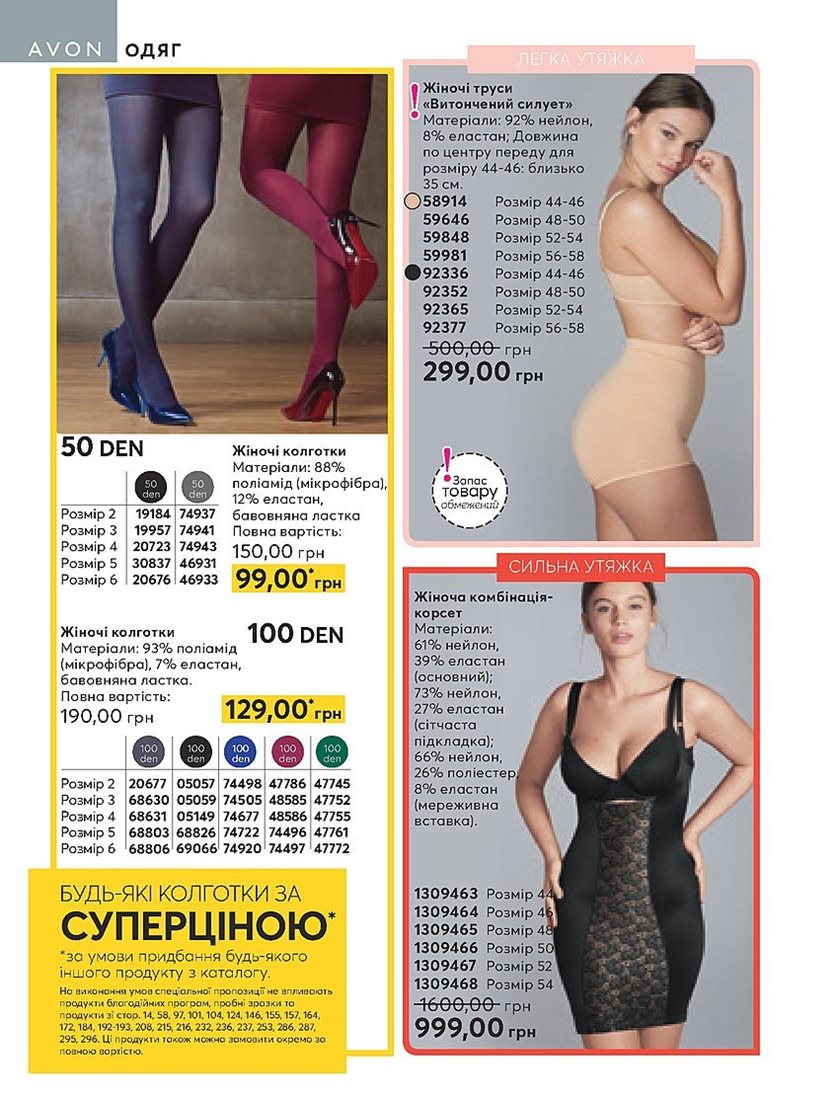 AVON ОДЯГ
50 DEN
50 den 50 den
Розмір 2 19184 74937
Розмір 3 19957 74941
Розмір 4 20723 74943
Розмір 5 30837 46931
Розмір 6 20676 46933
Жіночі колготки
Матеріали: 88%
поліамід (мікрофібра),
12% еластан,
бавовняна ластка
Повна вартість:
150,00 грн
99,00*грн
Жіночі колготки
100 DEN
Матеріали: 93% поліамід
(мікрофібра), 7% еластан,
бавовняна ластка.
Повна вартість:
190,00 грн
129,00*грн
100 den 100 den 100 den 100 den 100 den
Розмір 2 20677 05057 74498 47786 47745
Розмір 3 68630 05059 74505 48585 47752
Розмір 4 68631 05149 74677 48586 47755
Розмір 5 68803 68826 74722 74496 47761
Розмір 6 68806 69066 74920 74497 47772
БУДЬ-ЯКІ КОЛГОТКИ ЗА
СУПЕРЦІНОЮ*
*за умови придбання будь-якого
іншого продукту з каталогу.
На виконання умов спеціальної пропозиції не впливають
продукти благодійних програм, пробні зразки та
продукти зі стор. 14, 58, 97, 101, 104, 124, 146, 155, 157, 164,
172, 184, 192-193, 208, 215, 216, 232, 236, 237, 253, 286, 287,
295, 296. Ці продукти також можна замовити окремо за
повною вартістю.
ЛЕГКА УТЯЖКА
Жіночі труси
«Витончений силует»
Матеріали: 92% нейлон,
8% еластан; Довжина
по центру переду для
розміру 44-46: близько
35 см.
58914 Розмір 44-46
59646 Розмір 48-50
59848 Розмір 52-54
59981 Розмір 56-58
92336 Розмір 44-46
92352 Розмір 48-50
92365 Розмір 52-54
92377 Розмір 56-58
500,00 грн
299,00 грн
! Запас
товару
обмежений
СИЛЬНА УТЯЖКА
Жіноча комбінація-
корсет
Матеріали:
61% нейлон,
39% еластан
(основний);
73% нейлон,
27% еластан
(сітчаста
підкладка);
66% нейлон,
26% поліестер,
8% еластан
(мереживна
вставка).
1309463 Розмір 44
1309464 Розмір 46
1309465 Розмір 48
1309466 Розмір 50
1309467 Розмір 52
1309468 Розмір 54
1600,00 грн
999,00 грн